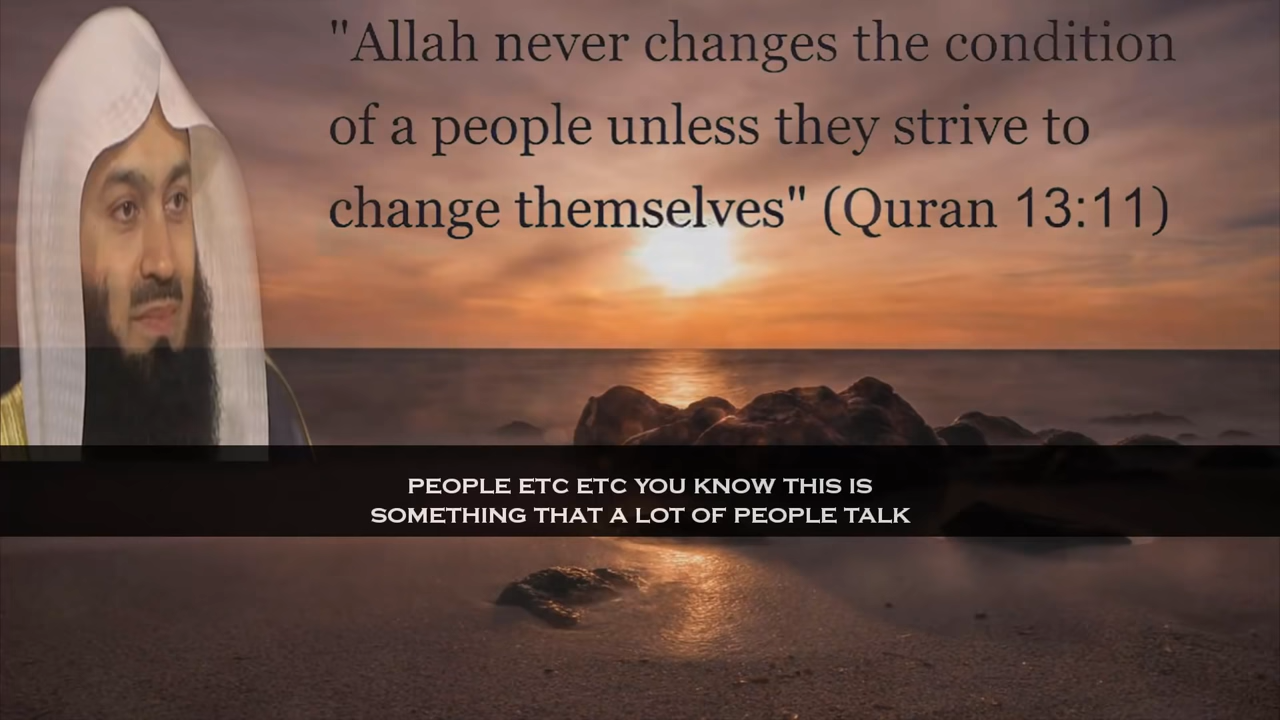 "Allah never changes the condition
of a people unless they strive to
change themselves" (Quran 13:11)
PEOPLE ETC ETC YOU KNOW THIS IS
SOMETHING THAT A LOT OF PEOPLE TALK